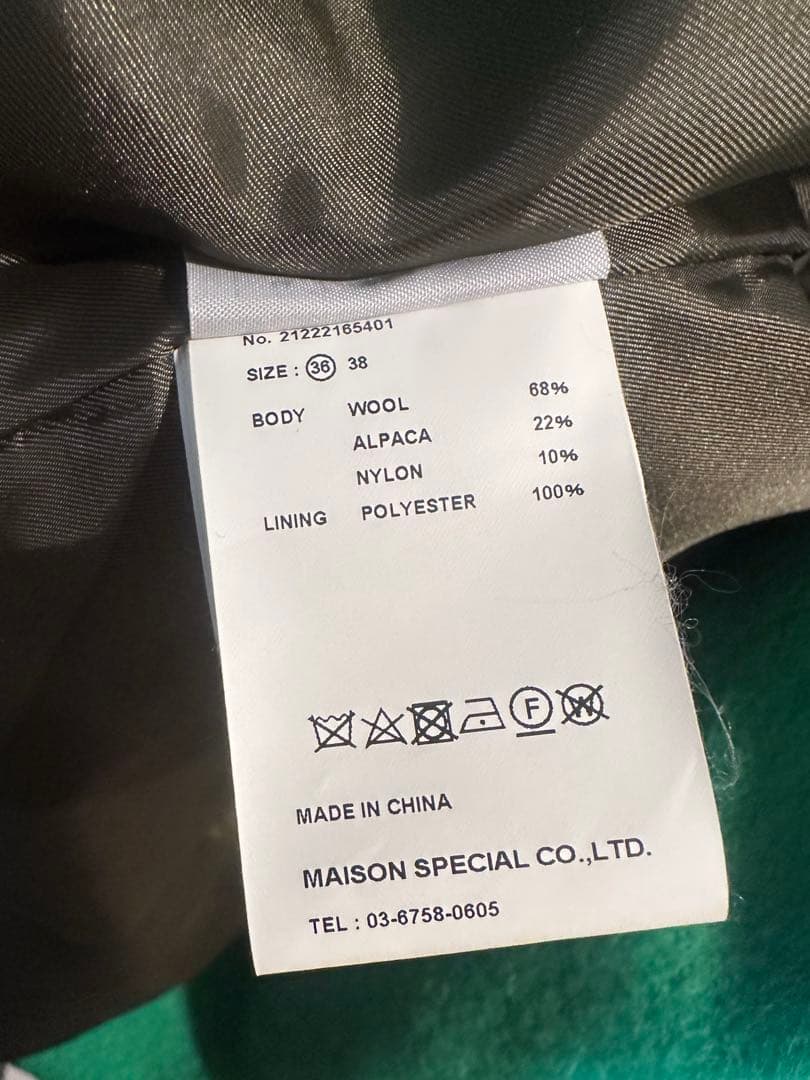 No. 21222165401
SIZE : 36 38
BODY WOOL 68%
ALPACA 22%
NYLON 10%
LINING POLYESTER 100%
F W
MADE IN CHINA
MAISON SPECIAL CO.,LTD.
TEL : 03-6758-0605